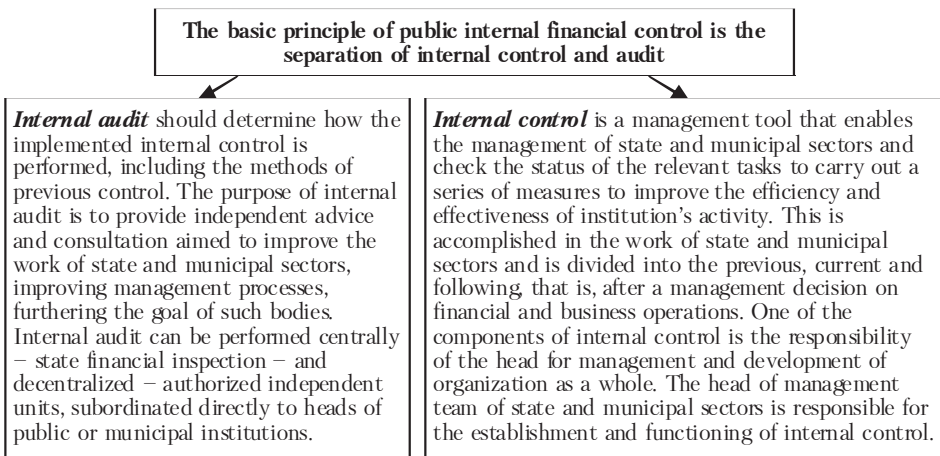 The basic principle of public internal financial control is the
separation of internal control and audit
Internal audit should determine how the
implemented internal control is
performed, including the methods of
previous control. The purpose of internal
audit is to provide independent advice
and consultation aimed to improve the
work of state and municipal sectors,
improving management processes,
furthering the goal of such bodies.
Internal audit can be performed centrally
– state financial inspection – and
decentralized – authorized independent
units, subordinated directly to heads of
public or municipal institutions.
Internal control is a management tool that enables
the management of state and municipal sectors and
check the status of the relevant tasks to carry out a
series of measures to improve the efficiency and
effectiveness of institution's activity. This is
accomplished in the work of state and municipal
sectors and is divided into the previous, current and
following, that is, after a management decision on
financial and business operations. One of the
components of internal control is the responsibility
of the head for management and development of
organization as a whole. The head of management
team of state and municipal sectors is responsible for
the establishment and functioning of internal control.